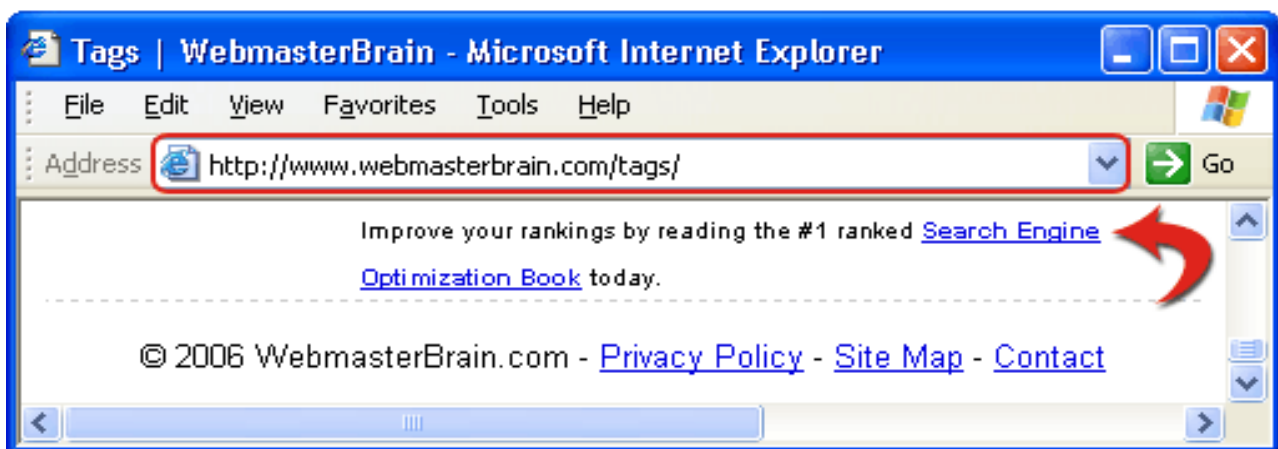 Tags | WebmasterBrain - Microsoft Internet Explorer
File Edit View Favorites Tools Help
Address http://www.webmasterbrain.com/tags/ Go
Improve your rankings by reading the #1 ranked Search Engine
Optimization Book today.
© 2006 WebmasterBrain.com - Privacy Policy - Site Map - Contact